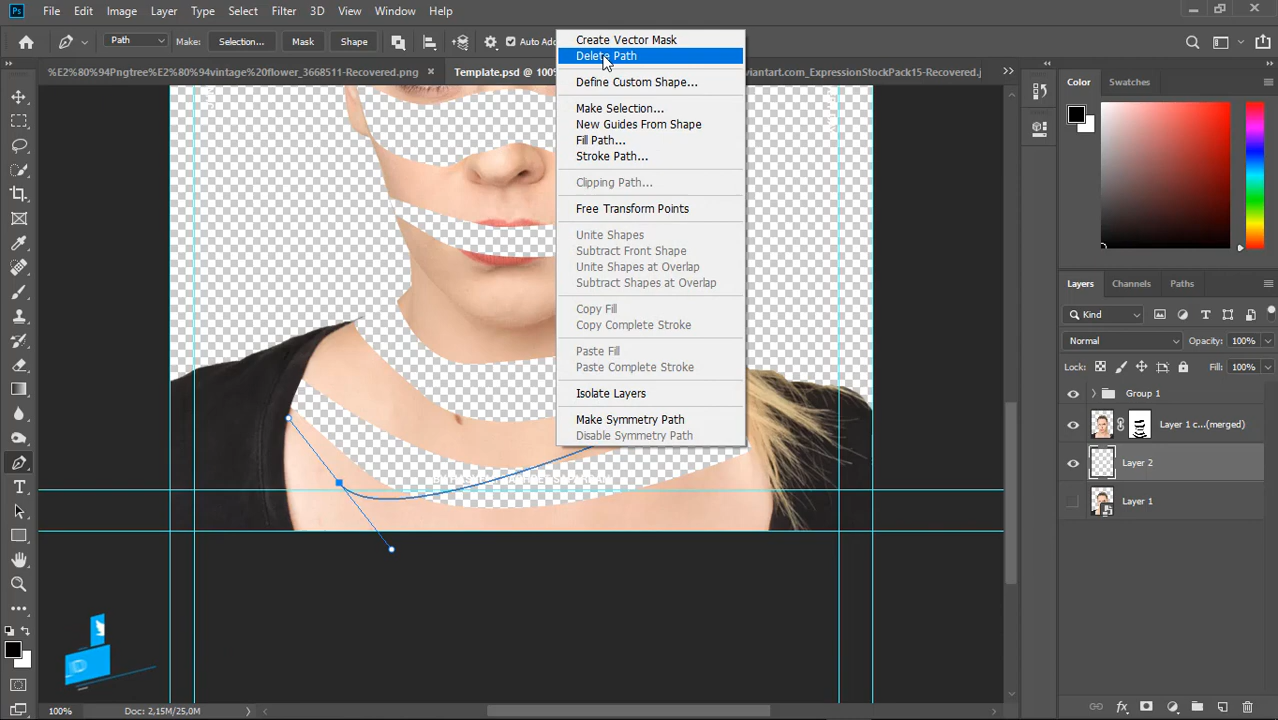 File Edit Image Layer Type Select Filter 3D View Window Help
Path Make: Selection... Mask Shape Auto Add
%E2%80%94Pngtree%E2%80%94vintage%20flower_3668511-Recovered.png × Template.psd @ 100% viantart.com_ExpressionStockPack15-Recovered.j
Create Vector Mask
Delete Path
Define Custom Shape...
Make Selection...
New Guides From Shape
Fill Path...
Stroke Path...
Clipping Path...
Free Transform Points
Unite Shapes
Subtract Front Shape
Unite Shapes at Overlap
Subtract Shapes at Overlap
Copy Fill
Copy Complete Stroke
Paste Fill
Paste Complete Stroke
Isolate Layers
Make Symmetry Path
Disable Symmetry Path
Color Swatches
Layers Channels Paths
Kind
Normal Opacity: 100%
Lock: Fill: 100%
Group 1
Layer 1 c...(merged)
Layer 2
Layer 1
100% Doc: 2,15M/25,0M